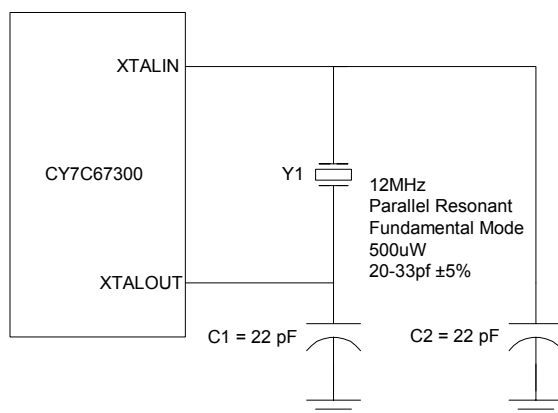 XTALIN
CY7C67300
Y1
12MHz
Parallel Resonant
Fundamental Mode
500uW
20-33pf ±5%
XTALOUT
C1 = 22 pF
C2 = 22 pF